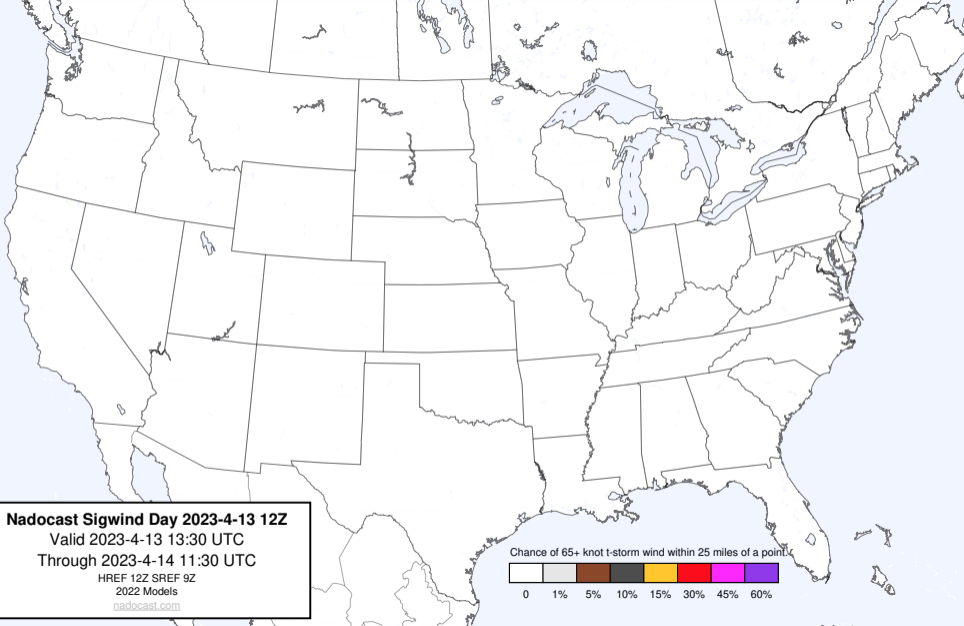 Nadocast Sigwind Day 2023-4-13 12Z
Valid 2023-4-13 13:30 UTC
Through 2023-4-14 11:30 UTC
HREF 12Z SREF 9Z
2022 Models
nadocast.com
Chance of 65+ knot t-storm wind within 25 miles of a point.
0 1% 5% 10% 15% 30% 45% 60%